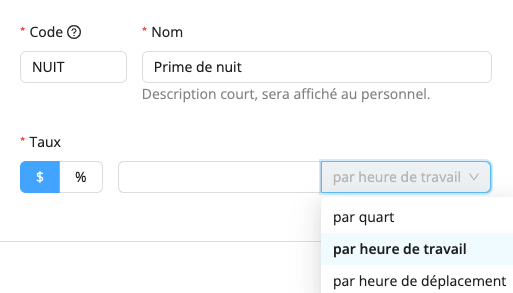 * Code
* Nom
NUIT
Prime de nuit
Description court, sera affiché au personnel.
* Taux
$
%
par heure de travail
par quart
par heure de travail
par heure de déplacement